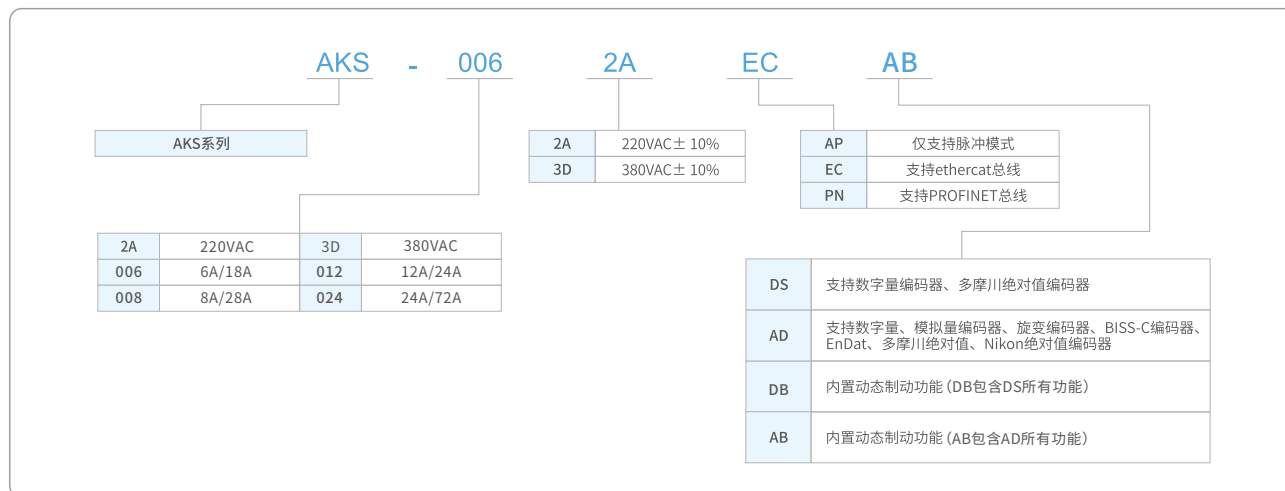 AKS - 006 2A EC AB
AKS系列
2A 220VAC± 10%
3D 380VAC± 10%
AP 仅支持脉冲模式
EC 支持ethercat总线
PN 支持PROFINET总线
2A 220VAC 3D 380VAC
006 6A/18A 012 12A/24A
008 8A/28A 024 24A/72A
DS 支持数字量编码器、多摩川绝对值编码器
AD 支持数字量、模拟量编码器、旋变编码器、BISS-C编码器、
EnDat、多摩川绝对值、Nikon绝对值编码器
DB 内置动态制动功能(DB包含DS所有功能)
AB 内置动态制动功能(AB包含AD所有功能)